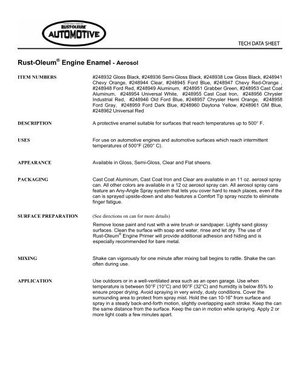 RUST-OLEUM
AUTOMOTIVE
TECH DATA SHEET
Rust-Oleum® Engine Enamel - Aerosol
ITEM NUMBERS
#248932 Gloss Black, #248936 Semi-Gloss Black, #248938 Low Gloss Black, #248941
Chevy Orange, #248944 Clear, #248945 Ford Blue, #248947 Chevy Red-Orange ,
#248948 Ford Red, #248949 Aluminum, #248951 Grabber Green, #248953 Cast Coat
Aluminum, #248954 Universal White, #248955 Cast Coat Iron, #248956 Chrysler
Industrial Red, #248946 Old Ford Blue, #248957 Chrysler Hemi Orange, #248958
Ford Gray, #248969 Ford Dark Blue, #248960 Daytona Yellow, #248961 GM Blue,
#248962 Universal Red
DESCRIPTION
A protective enamel suitable for surfaces that reach temperatures up to 500° F.
USES
For use on automotive engines and automotive surfaces which reach intermittent
temperatures of 500°F (260° C).
APPEARANCE
Available in Gloss, Semi-Gloss, Clear and Flat sheens.
PACKAGING
Cast Coat Aluminum, Cast Coat Iron and Clear are available in an 11 oz. aerosol spray
can. All other colors are available in a 12 oz aerosol spray can. All aerosol spray cans
feature an Any-Angle Spray system that lets you cover hard to reach places, even if the
can is sprayed upside-down and also features a Comfort Tip spray nozzle to eliminate
finger fatigue.
SURFACE PREPARATION
(See directions on can for more details)
Remove loose paint and rust with a wire brush or sandpaper. Lightly sand glossy
surfaces. Clean the surface with soap and water, rinse and let dry. The use of
Rust-Oleum® Engine Primer will provide additional adhesion and hiding and is
especially recommended for bare metal.
MIXING
Shake can vigorously for one minute after mixing ball begins to rattle. Shake the can
often during use.
APPLICATION
Use outdoors or in a well-ventilated area such as an open garage. Use when
temperature is between 50°F (10°C) and 90°F (32°C) and humidity is below 85% to
ensure proper drying. Avoid spraying in very windy, dusty conditions. Cover the
surrounding area to protect from spray mist. Hold the can 10-16" from surface and
spray in a steady back-and-forth motion, slightly overlapping each stroke. Keep the can
the same distance from the surface. Keep the can in motion while spraying. Apply 2 or
more light coats a few minutes apart.